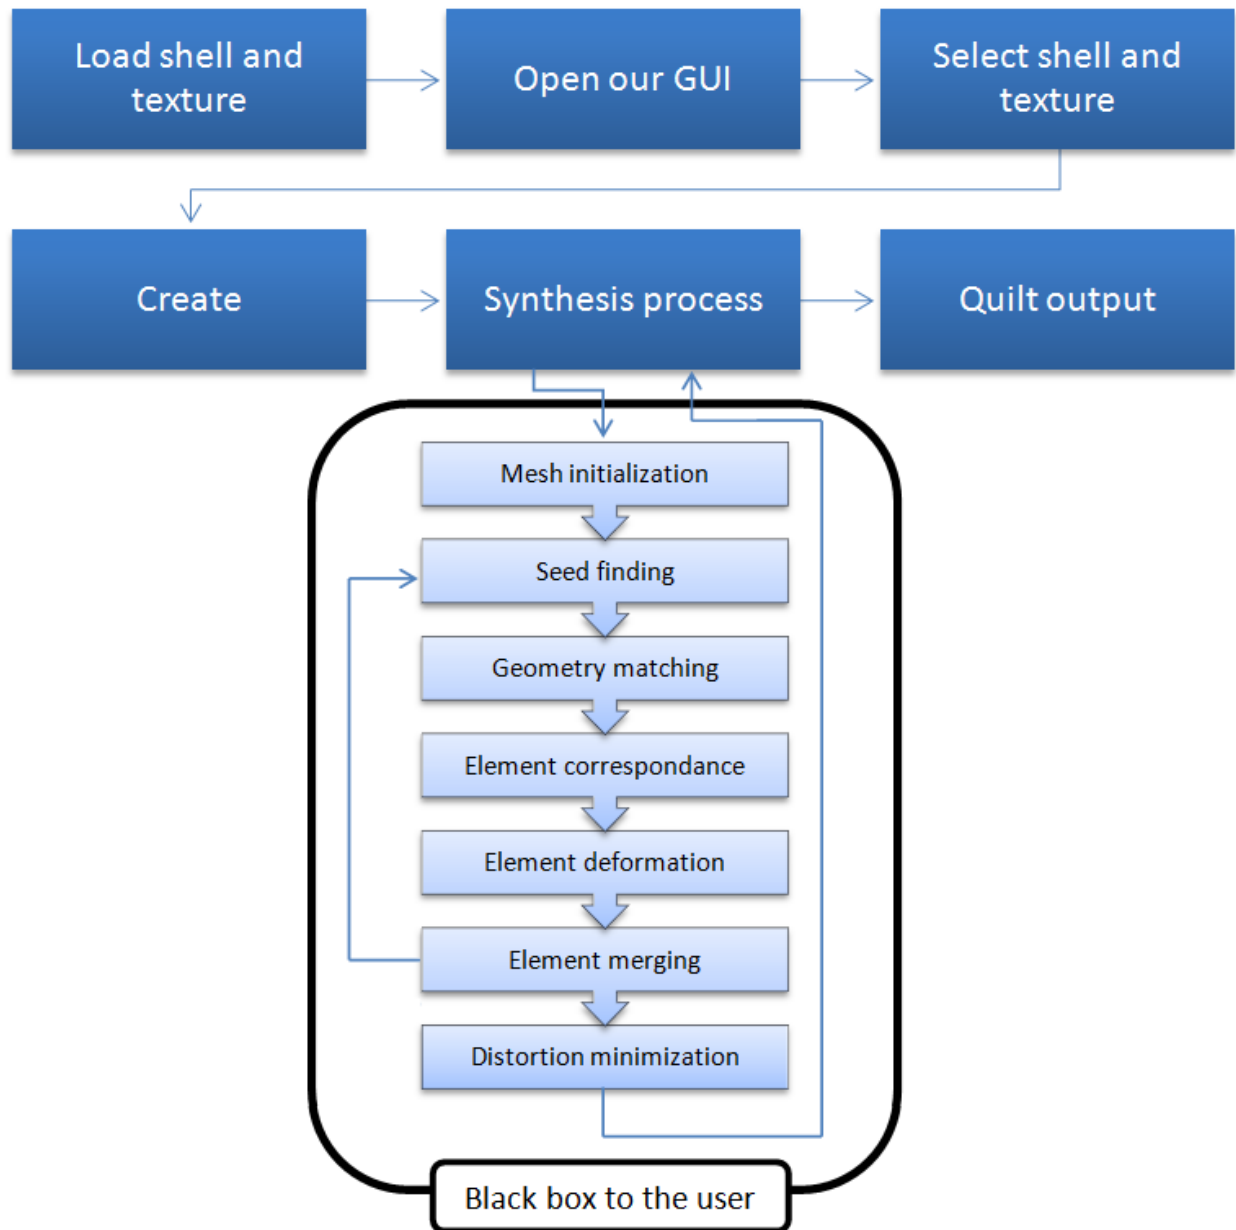 Load shell and
texture
Open our GUI
Select shell and
texture
Create
Synthesis process
Quilt output
Mesh initialization
Seed finding
Geometry matching
Element correspondance
Element deformation
Element merging
Distortion minimization
Black box to the user